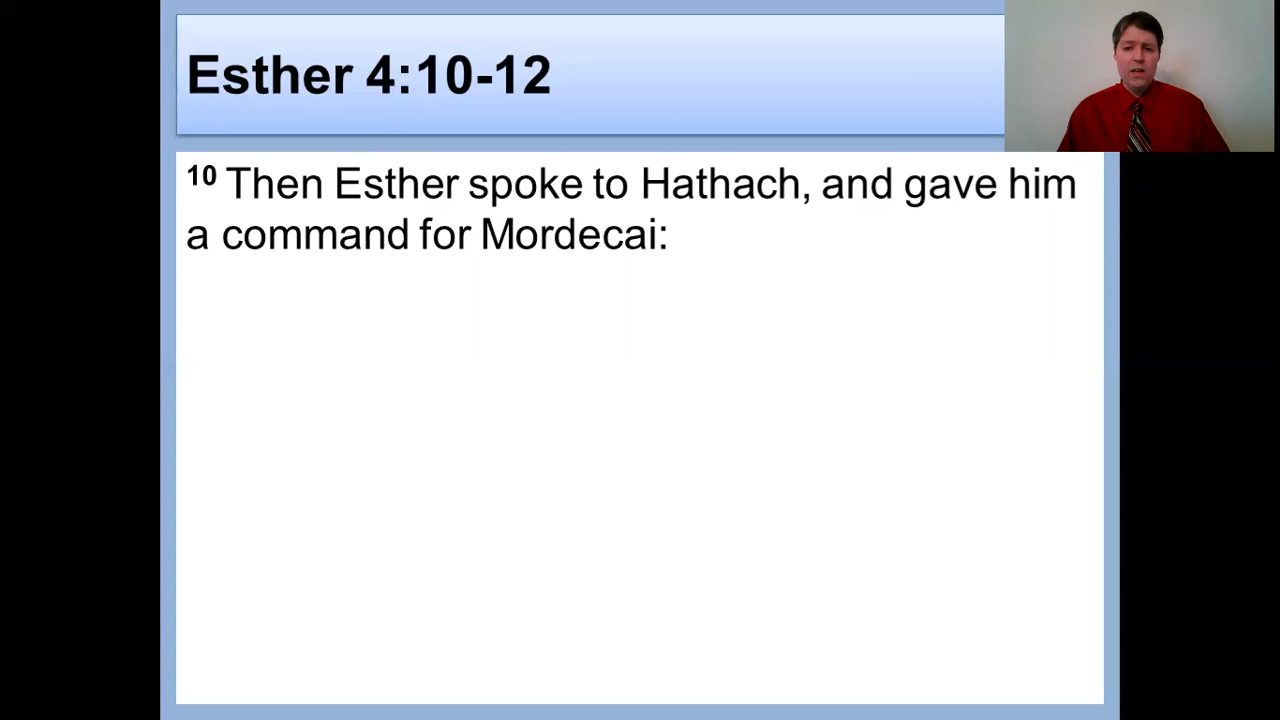 Esther 4:10-12
10 Then Esther spoke to Hathach, and gave him
a command for Mordecai: